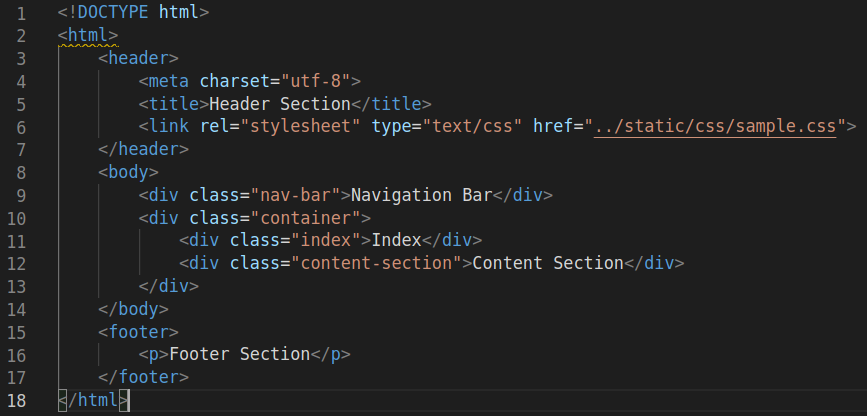 1 <!DOCTYPE html>
2 <html>
3     <header>
4         <meta charset="utf-8">
5         <title>Header Section</title>
6         <link rel="stylesheet" type="text/css" href="../static/css/sample.css">
7     </header>
8     <body>
9         <div class="nav-bar">Navigation Bar</div>
10         <div class="container">
11             <div class="index">Index</div>
12             <div class="content-section">Content Section</div>
13         </div>
14     </body>
15     <footer>
16         <p>Footer Section</p>
17     </footer>
18 </html>